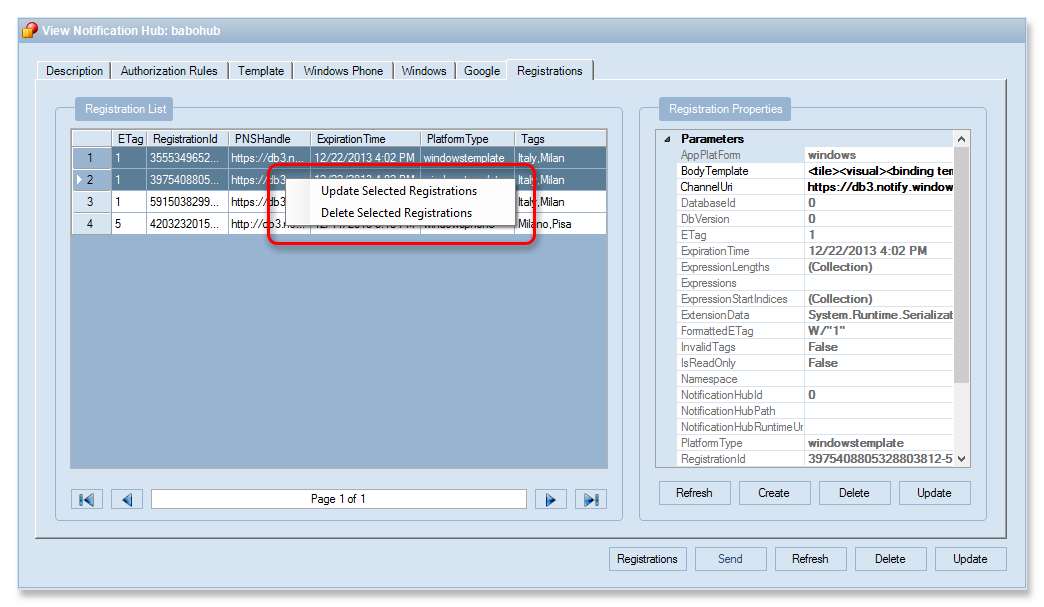 View Notification Hub: babohub
Description Authorization Rules Template Windows Phone Windows Google Registrations
Registration List
ETag RegistrationId PNSHandle ExpirationTime PlatformType Tags
1 1 3555349652... https://db3.n... 12/22/2013 4:02 PM windowstemplate Italy,Milan
2 1 3975408805... https://db3 Italy,Milan
3 1 5915038299... https://db3 Italy,Milan
4 5 4203232015... http://db3.no... Milano,Pisa
Update Selected Registrations
Delete Selected Registrations
Page 1 of 1
Registration Properties
Parameters
AppPlatForm windows
BodyTemplate <tile><visual><binding ten
ChannelUri https://db3.notify.window
DatabaseId 0
DbVersion 0
ETag 1
ExpirationTime 12/22/2013 4:02 PM
ExpressionLengths (Collection)
Expressions
ExpressionStartIndices (Collection)
ExtensionData System.Runtime.Serializat
FormattedETag W/"1"
InvalidTags False
IsReadOnly False
Namespace
NotificationHubId 0
NotificationHubPath
NotificationHubRuntimeUr
PlatformType windowstemplate
RegistrationId 3975408805328803812-5
Refresh Create Delete Update
Registrations Send Refresh Delete Update